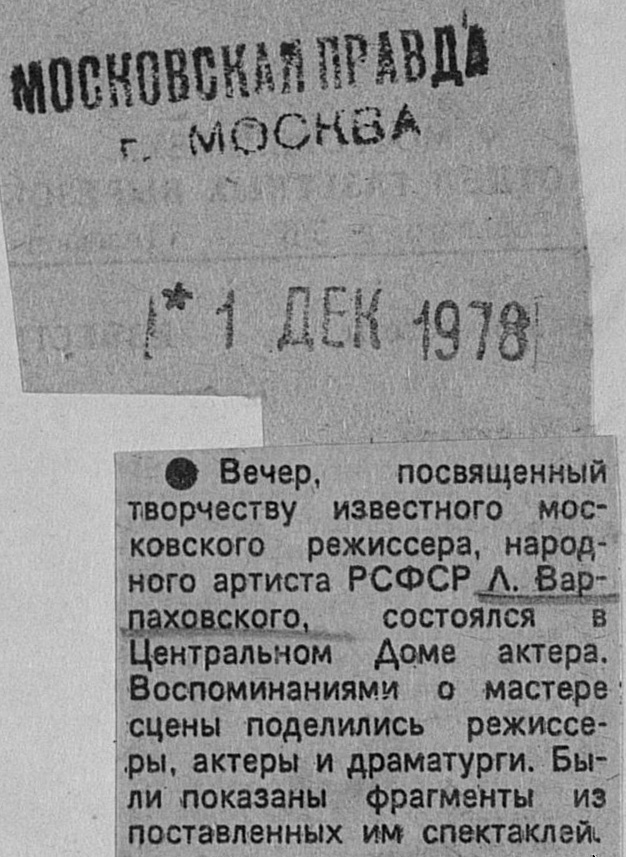 МОСКОВСКАЯ ПРАВДА
г. МОСКВА
* 1 ДЕК 1978
● Вечер, посвященный
творчеству известного мос-
ковского режиссера, народ-
ного артиста РСФСР Л. Вар-
паховского, состоялся в
Центральном Доме актера.
Воспоминаниями о мастере
сцены поделились режиссе-
ры, актеры и драматурги. Бы-
ли показаны фрагменты из
поставленных им спектаклей.